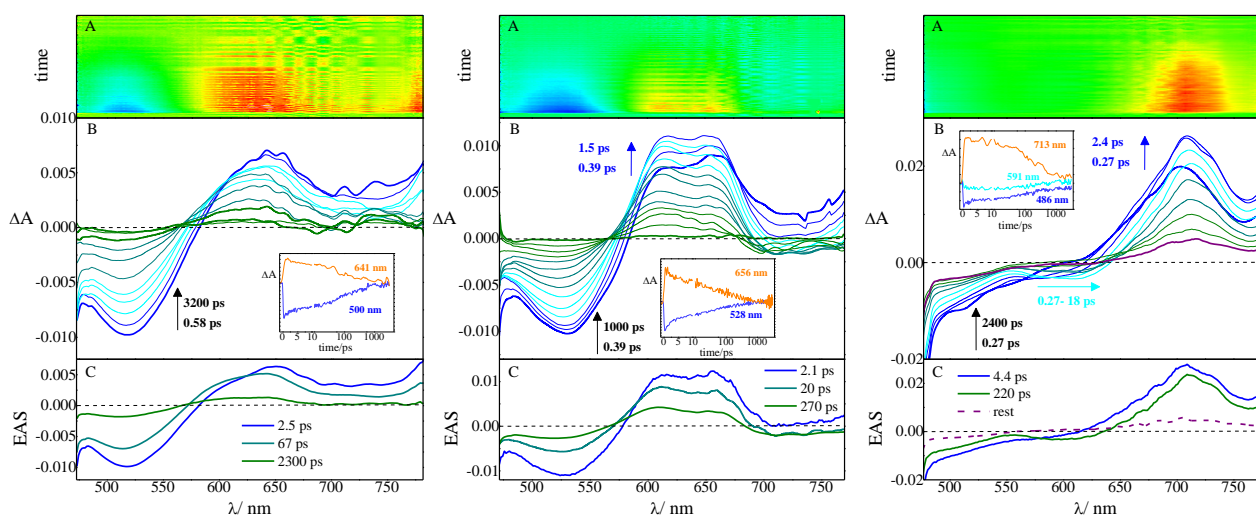 A
time
0.010
B
0.005
0.000
ΔA
-0.005
-0.010
3200 ps
0.58 ps
ΔA
641 nm
500 nm
0 5 10 100 1000
time/ps
C
0.005
0.000
-0.005
-0.010
EAS
2.5 ps
67 ps
2300 ps
500 550 600 650 700 750
λ/ nm
A
time
B
0.015
0.010
0.005
0.000
ΔA
-0.005
-0.010
1.5 ps
0.39 ps
1000 ps
0.39 ps
ΔA
656 nm
528 nm
0 5 10 100 1000
time/ps
C
0.01
0.00
-0.01
EAS
2.1 ps
20 ps
270 ps
500 550 600 650 700 750
λ/ nm
A
time
B
0.02
0.00
-0.02
ΔA
ΔA
713 nm
591 nm
486 nm
0 5 10 100 1000
time/ps
2.4 ps
0.27 ps
0.27- 18 ps
2400 ps
0.27 ps
C
0.02
0.00
-0.02
EAS
4.4 ps
220 ps
rest
500 550 600 650 700 750
λ/ nm